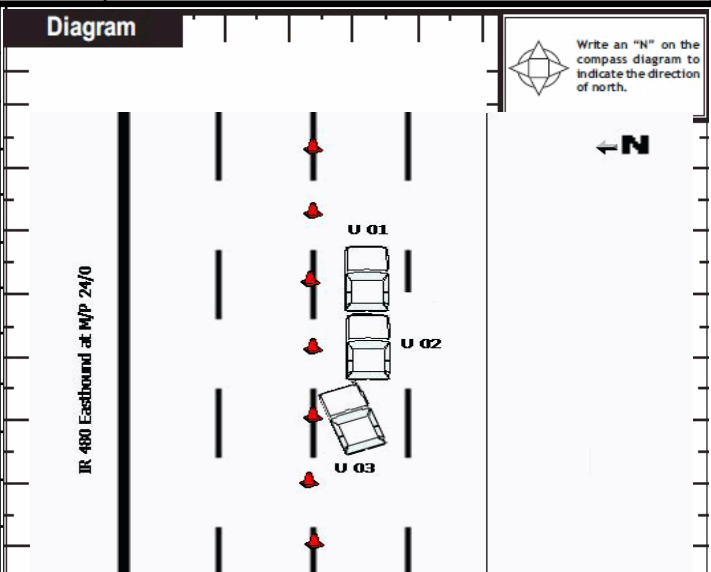 Diagram
Write an “N” on the
compass diagram to
indicate the direction
of north.
N
U 01
IR 480 Eastbound at M/P 24/0
U 02
U 03